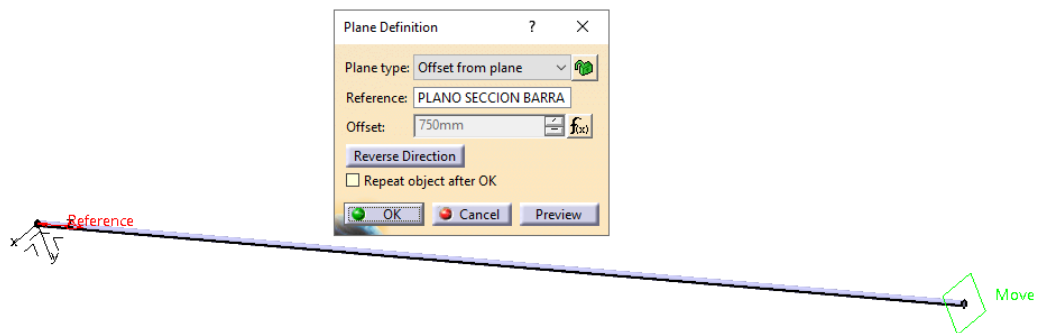 Plane Definition ? ×
Plane type: Offset from plane
Reference: PLANO SECCION BARRA
Offset: 750mm f(x)
Reverse Direction
Repeat object after OK
OK Cancel Preview
Reference
x
y
Move